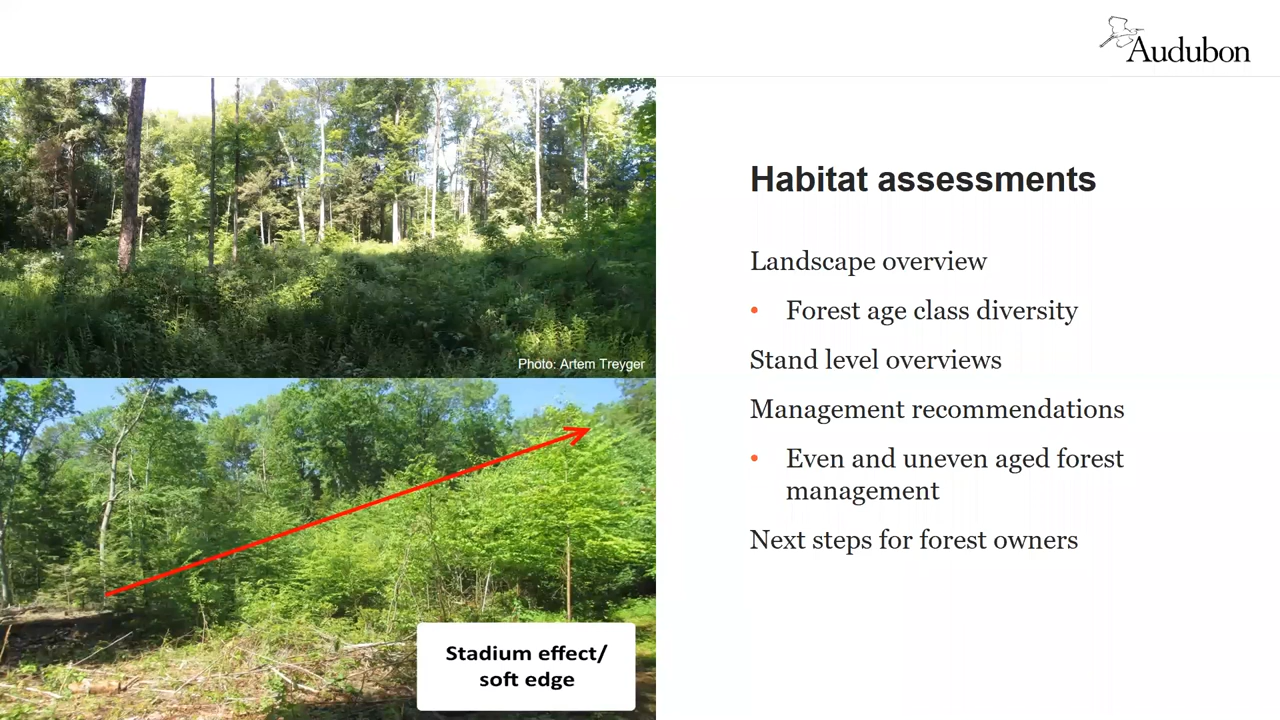 Audubon
Photo: Artem Treyger
Stadium effect/
soft edge
Habitat assessments
Landscape overview
• Forest age class diversity
Stand level overviews
Management recommendations
• Even and uneven aged forest
management
Next steps for forest owners